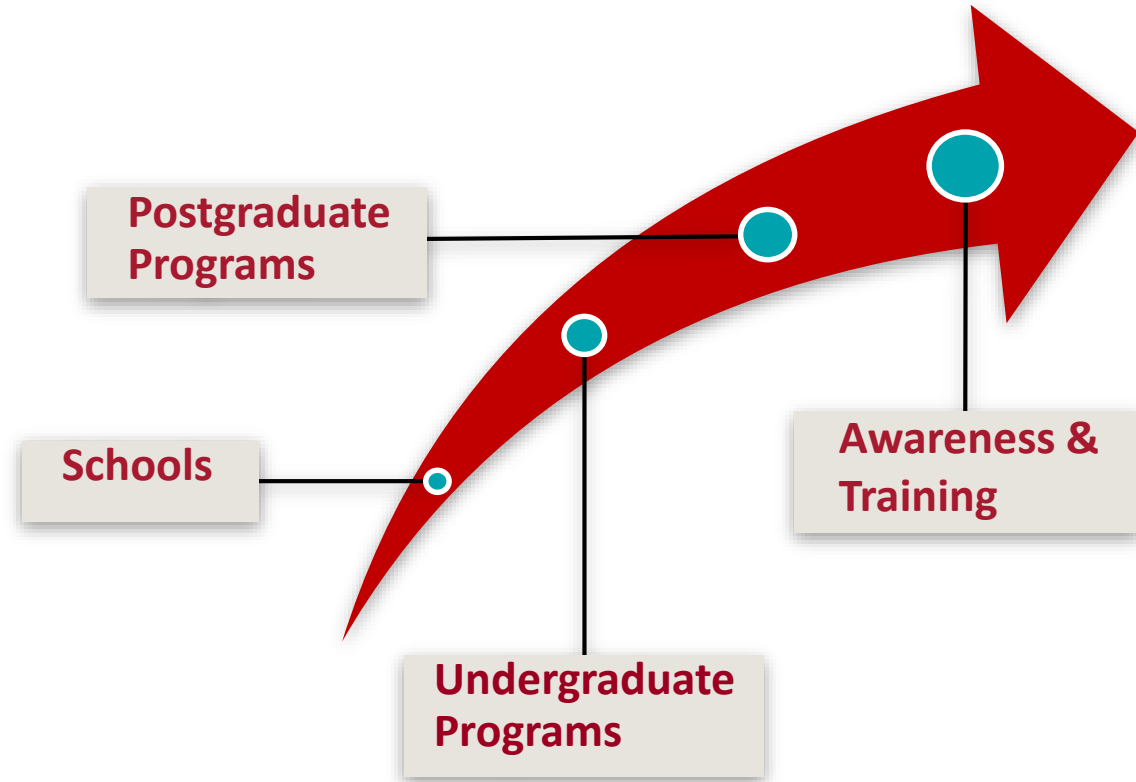 Postgraduate
Programs
Schools
Awareness &
Training
Undergraduate
Programs